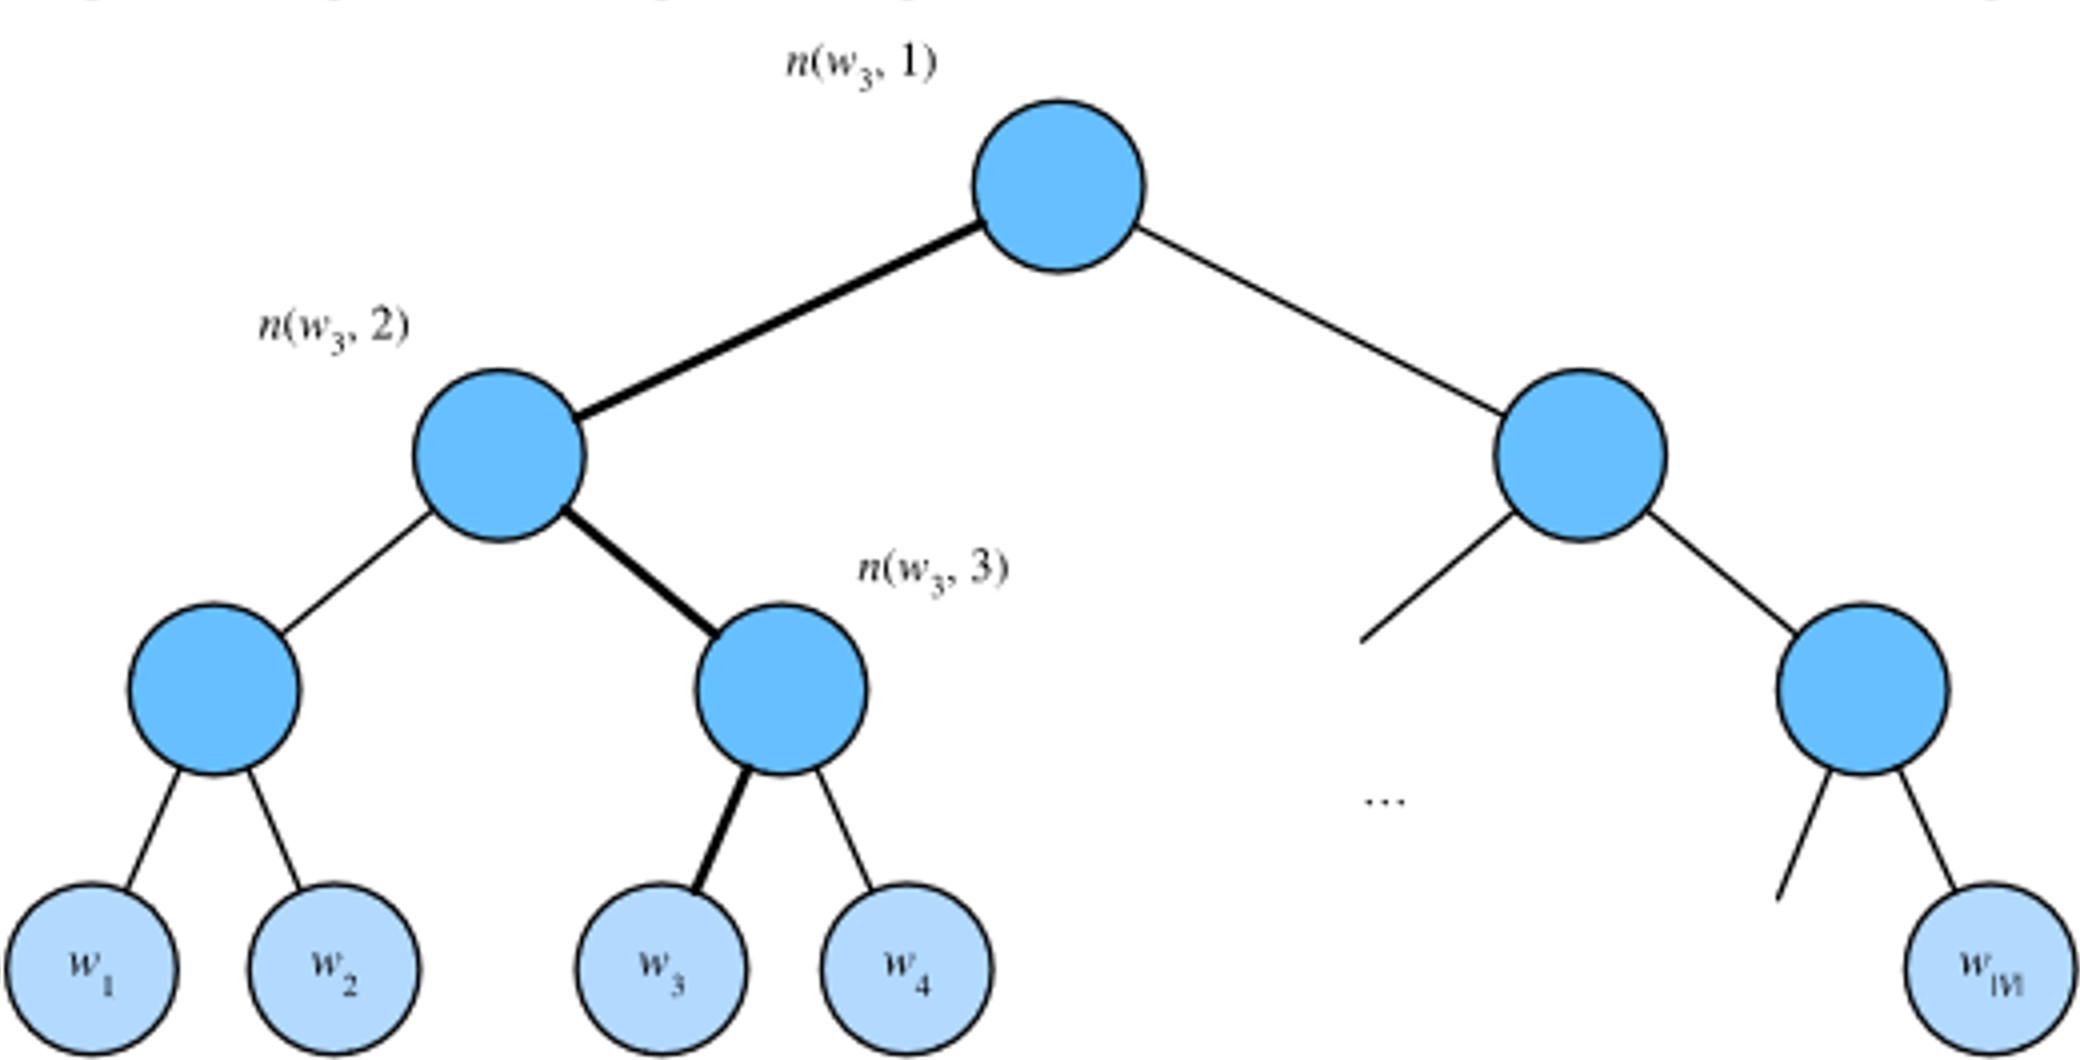 n(w₃, 1)
n(w₃, 2)
n(w₃, 3)
...
w₁ w₂ w₃ w₄ w|V|